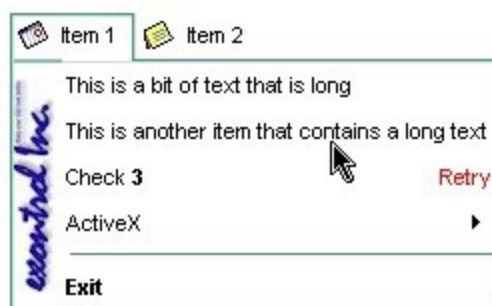 Item 1 Item 2
This is a bit of text that is long
This is another item that contains a long text
Check 3 Retry
ActiveX
Exit
exontrol Inc.